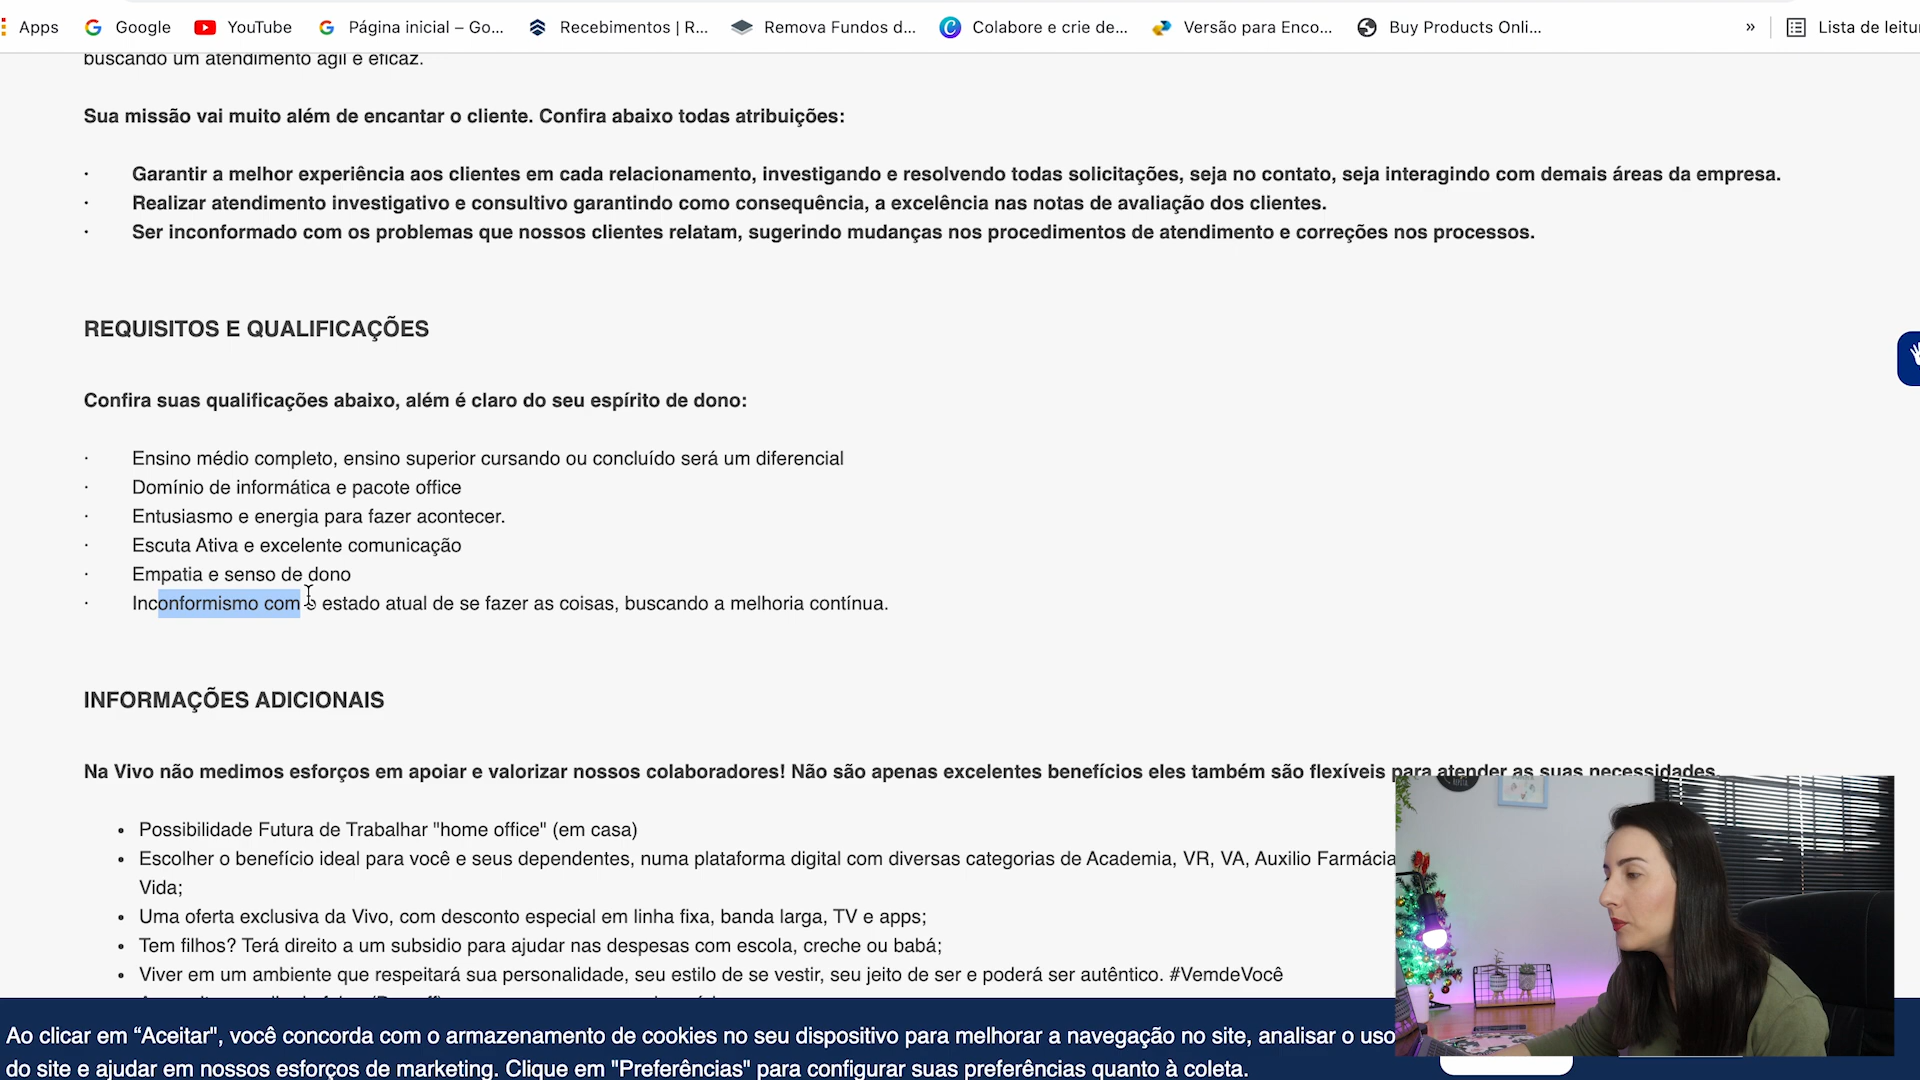 Apps Google YouTube Página inicial – Go... Recebimentos | R... Remova Fundos d... Colabore e crie de... Versão para Enco... Buy Products Onli... » Lista de leitu
buscando um atendimento ágil e eficaz.
Sua missão vai muito além de encantar o cliente. Confira abaixo todas atribuições:
· Garantir a melhor experiência aos clientes em cada relacionamento, investigando e resolvendo todas solicitações, seja no contato, seja interagindo com demais áreas da empresa.
· Realizar atendimento investigativo e consultivo garantindo como consequência, a excelência nas notas de avaliação dos clientes.
· Ser inconformado com os problemas que nossos clientes relatam, sugerindo mudanças nos procedimentos de atendimento e correções nos processos.
REQUISITOS E QUALIFICAÇÕES
Confira suas qualificações abaixo, além é claro do seu espírito de dono:
· Ensino médio completo, ensino superior cursando ou concluído será um diferencial
· Domínio de informática e pacote office
· Entusiasmo e energia para fazer acontecer.
· Escuta Ativa e excelente comunicação
· Empatia e senso de dono
· Inconformismo com o estado atual de se fazer as coisas, buscando a melhoria contínua.
INFORMAÇÕES ADICIONAIS
Na Vivo não medimos esforços em apoiar e valorizar nossos colaboradores! Não são apenas excelentes benefícios eles também são flexíveis para atender as suas necessidades.
• Possibilidade Futura de Trabalhar "home office" (em casa)
• Escolher o benefício ideal para você e seus dependentes, numa plataforma digital com diversas categorias de Academia, VR, VA, Auxilio Farmácia
Vida;
• Uma oferta exclusiva da Vivo, com desconto especial em linha fixa, banda larga, TV e apps;
• Tem filhos? Terá direito a um subsidio para ajudar nas despesas com escola, creche ou babá;
• Viver em um ambiente que respeitará sua personalidade, seu estilo de se vestir, seu jeito de ser e poderá ser autêntico. #VemdeVocê
Ao clicar em “Aceitar", você concorda com o armazenamento de cookies no seu dispositivo para melhorar a navegação no site, analisar o uso
do site e ajudar em nossos esforços de marketing. Clique em "Preferências" para configurar suas preferências quanto à coleta.